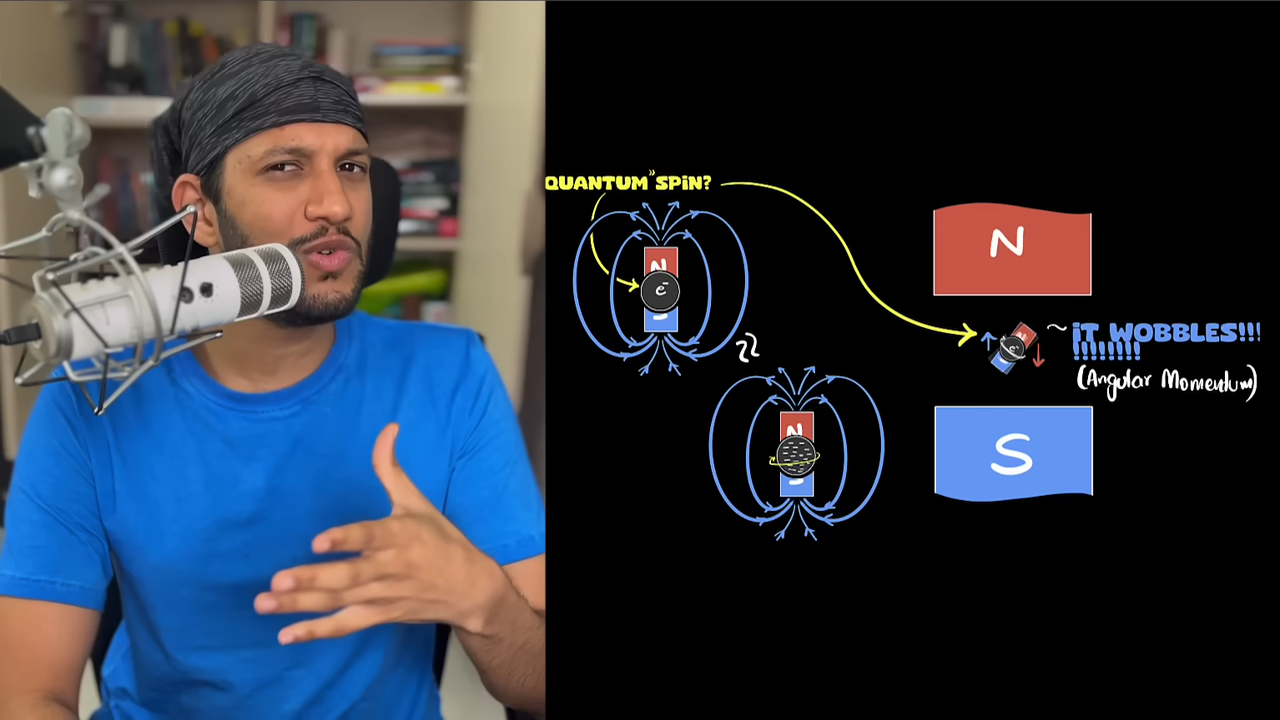 QUANTUM" SPiN?
N
e⁻
N
~ iT WOBBLES!!!
!!!!!!!!!
(Angular Momentum)
N
S